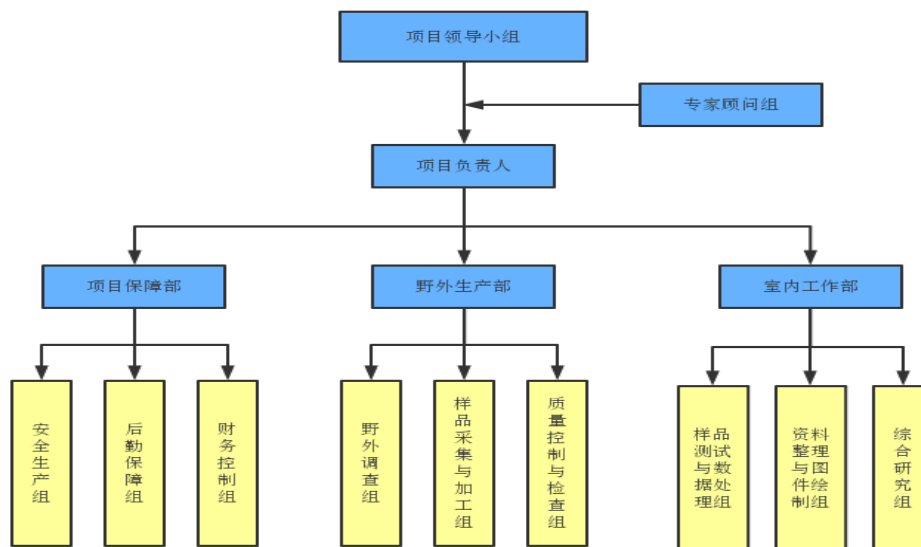 项目领导小组
专家顾问组
项目负责人
项目保障部
野外生产部
室内工作部
安全生产组
后勤保障组
财务控制组
野外调查组
样品采集与加工组
质量控制与检查组
样品
测试
与数
据处
理组
资料
整理
与图
件绘
制组
综合研究组